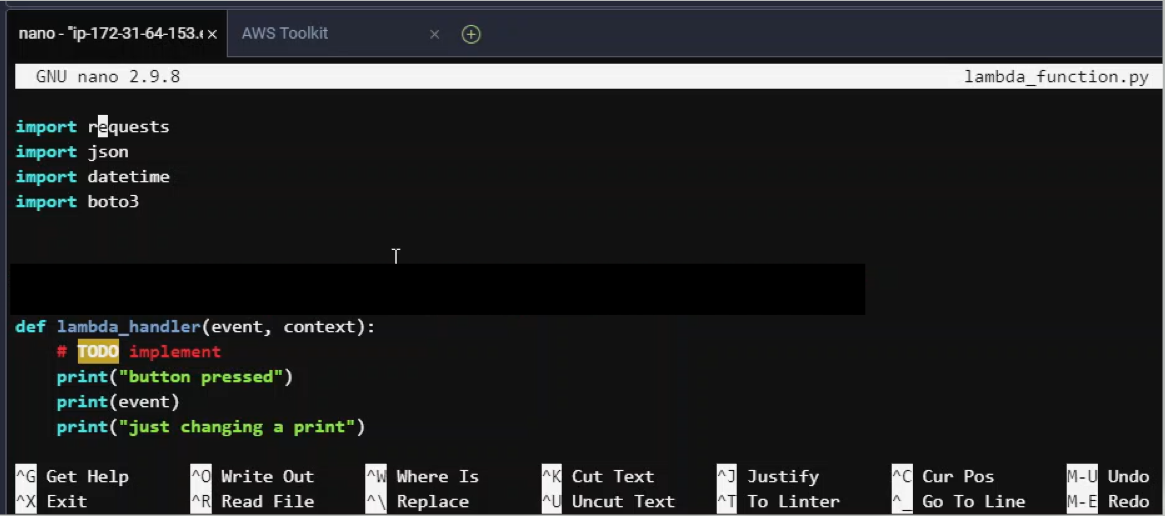 nano - "ip-172-31-64-153.e × AWS Toolkit ×
GNU nano 2.9.8 lambda_function.py
import requests
import json
import datetime
import boto3
def lambda_handler(event, context):
    # TODO implement
    print("button pressed")
    print(event)
    print("just changing a print")
^G Get Help ^O Write Out ^W Where Is ^K Cut Text ^J Justify ^C Cur Pos M-U Undo
^X Exit ^R Read File ^\ Replace ^U Uncut Text ^T To Linter ^_ Go To Line M-E Redo